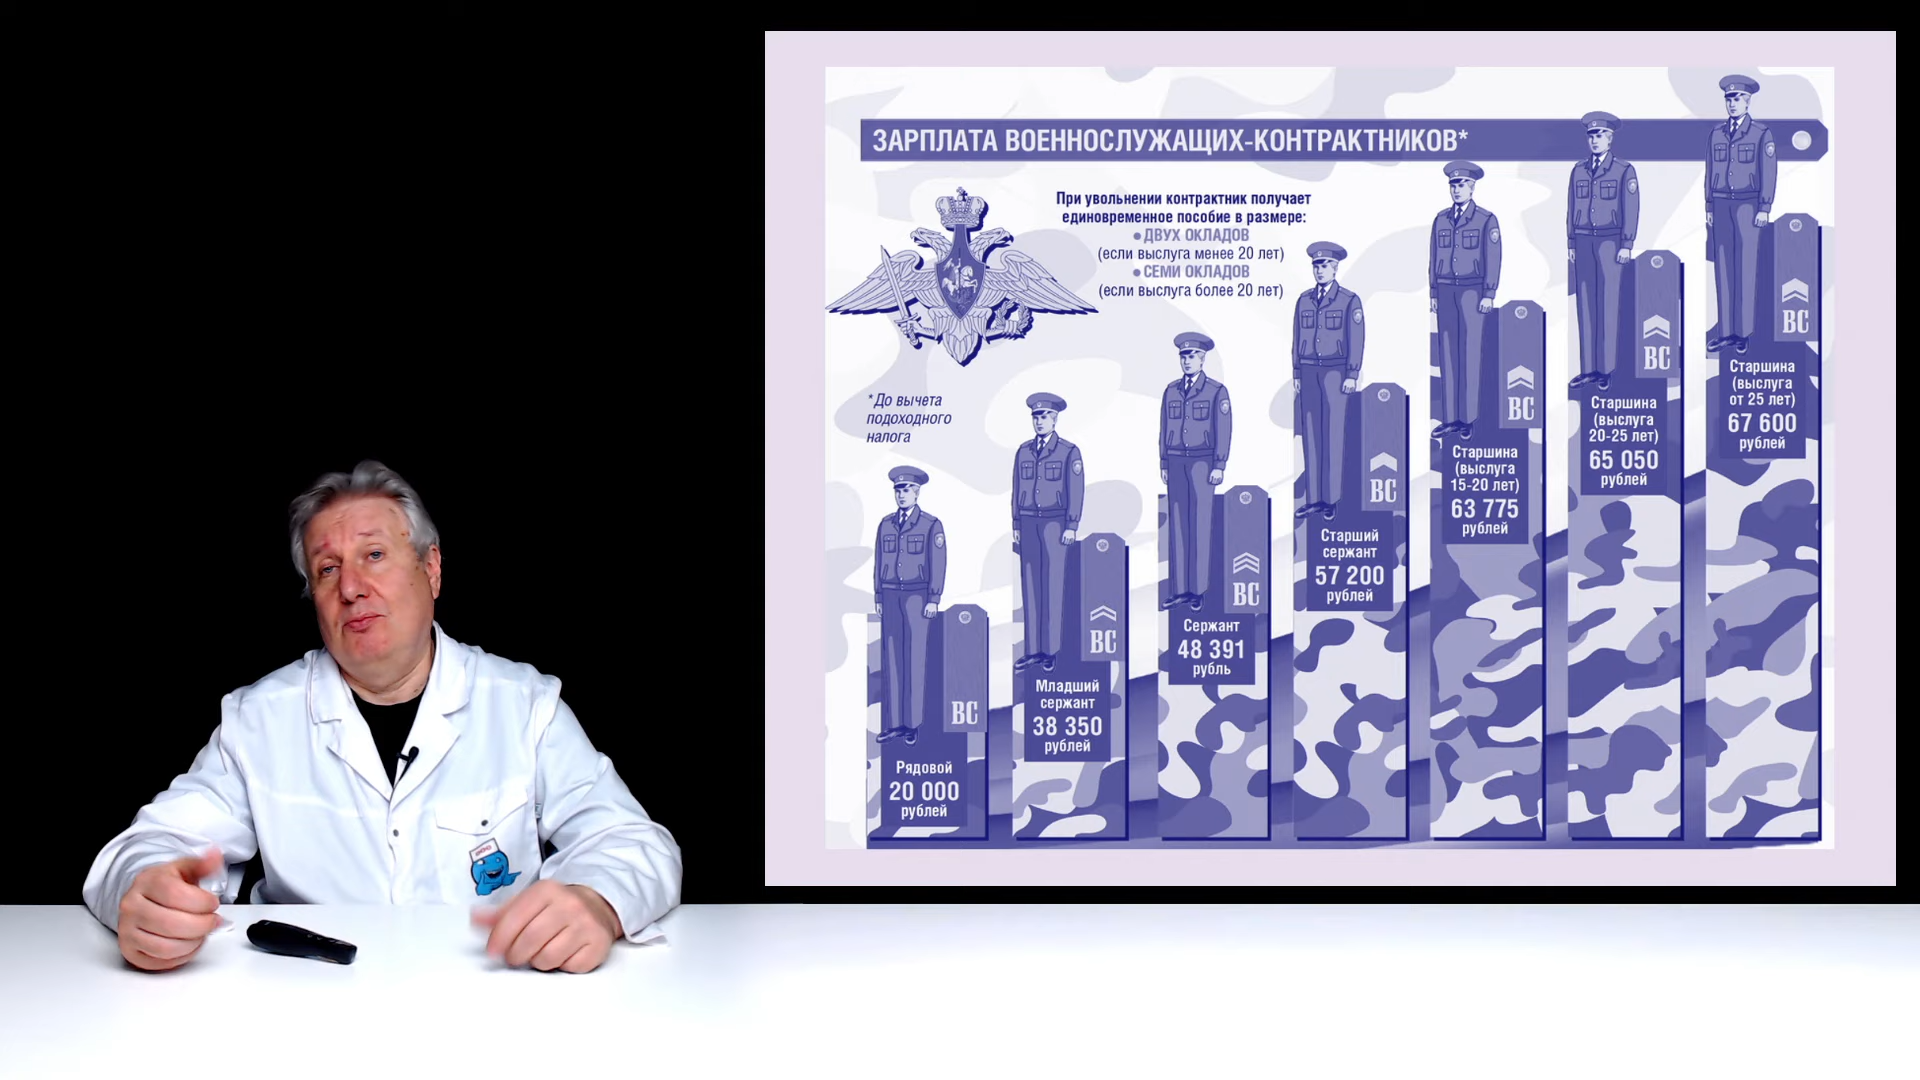 ЗАРПЛАТА ВОЕННОСЛУЖАЩИХ-КОНТРАКТНИКОВ*
При увольнении контрактник получает
единовременное пособие в размере:
● ДВУХ ОКЛАДОВ
(если выслуга менее 20 лет)
● СЕМИ ОКЛАДОВ
(если выслуга более 20 лет)
*До вычета
подоходного
налога
ВС
Рядовой
20 000
рублей
ВС
Младший
сержант
38 350
рублей
ВС
Сержант
48 391
рубль
ВС
Старший
сержант
57 200
рублей
ВС
Старшина
(выслуга
15-20 лет)
63 775
рублей
ВС
Старшина
(выслуга
20-25 лет)
65 050
рублей
ВС
Старшина
(выслуга
от 25 лет)
67 600
рублей